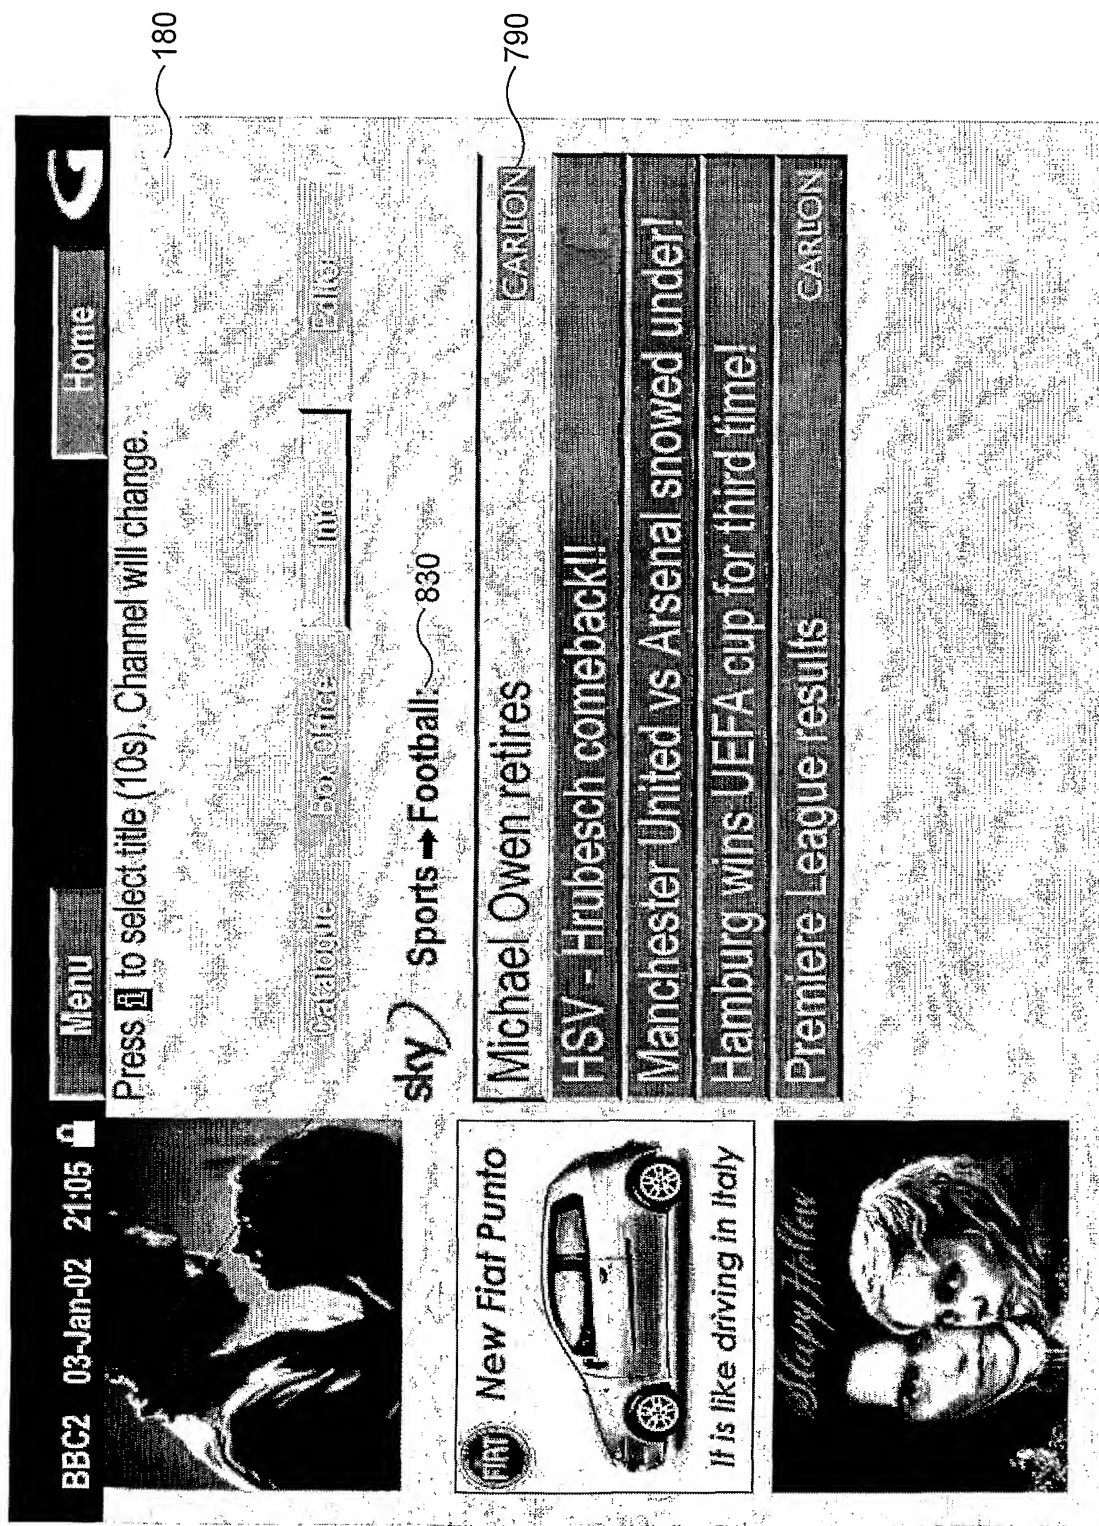 BBC2 03-Jan-02 21:05
Menu
Home
G
Press i to select title (10s). Channel will change.
180
Catalogue
Box office
Info
Editor
sky
Sports → Football:
830
Michael Owen retires
CARLON
790
HSV - Hrubesch comeback!!
Manchester United vs Arsenal snowed under!
Hamburg wins UEFA cup for third time!
Premiere League results
CARLON
FIAT
New Fiat Punto
It is like driving in Italy
Sleepy Hollow